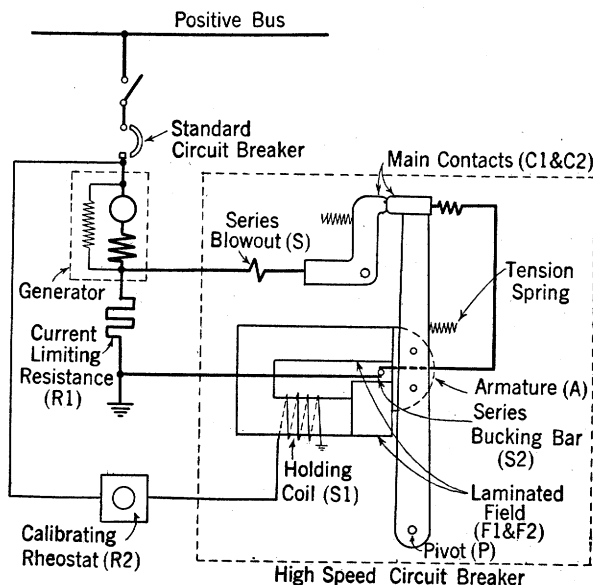 Positive Bus
Standard
Circuit Breaker
Main Contacts (C1&C2)
Series
Blowout (S)
Tension
Spring
Generator
Current
Limiting
Resistance
(R1)
Armature (A)
Series
Bucking Bar
(S2)
Holding
Coil (S1)
Laminated
Field
(F1&F2)
Calibrating
Rheostat (R2)
Pivot (P)
High Speed Circuit Breaker